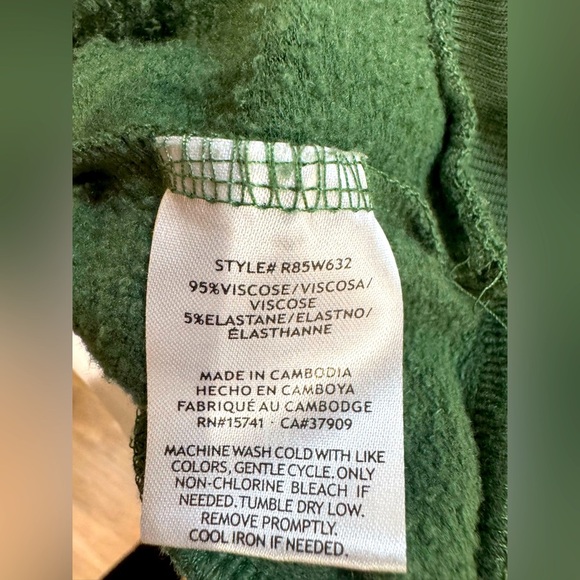 STYLE# R85W632
95%VISCOSE/VISCOSA/
VISCOSE
5%ELASTANE/ELASTNO/
ÉLASTHANNE
MADE IN CAMBODIA
HECHO EN CAMBOYA
FABRIQUÉ AU CAMBODGE
RN#15741 · CA#37909
MACHINE WASH COLD WITH LIKE
COLORS, GENTLE CYCLE. ONLY
NON-CHLORINE BLEACH IF
NEEDED. TUMBLE DRY LOW.
REMOVE PROMPTLY.
COOL IRON IF NEEDED.